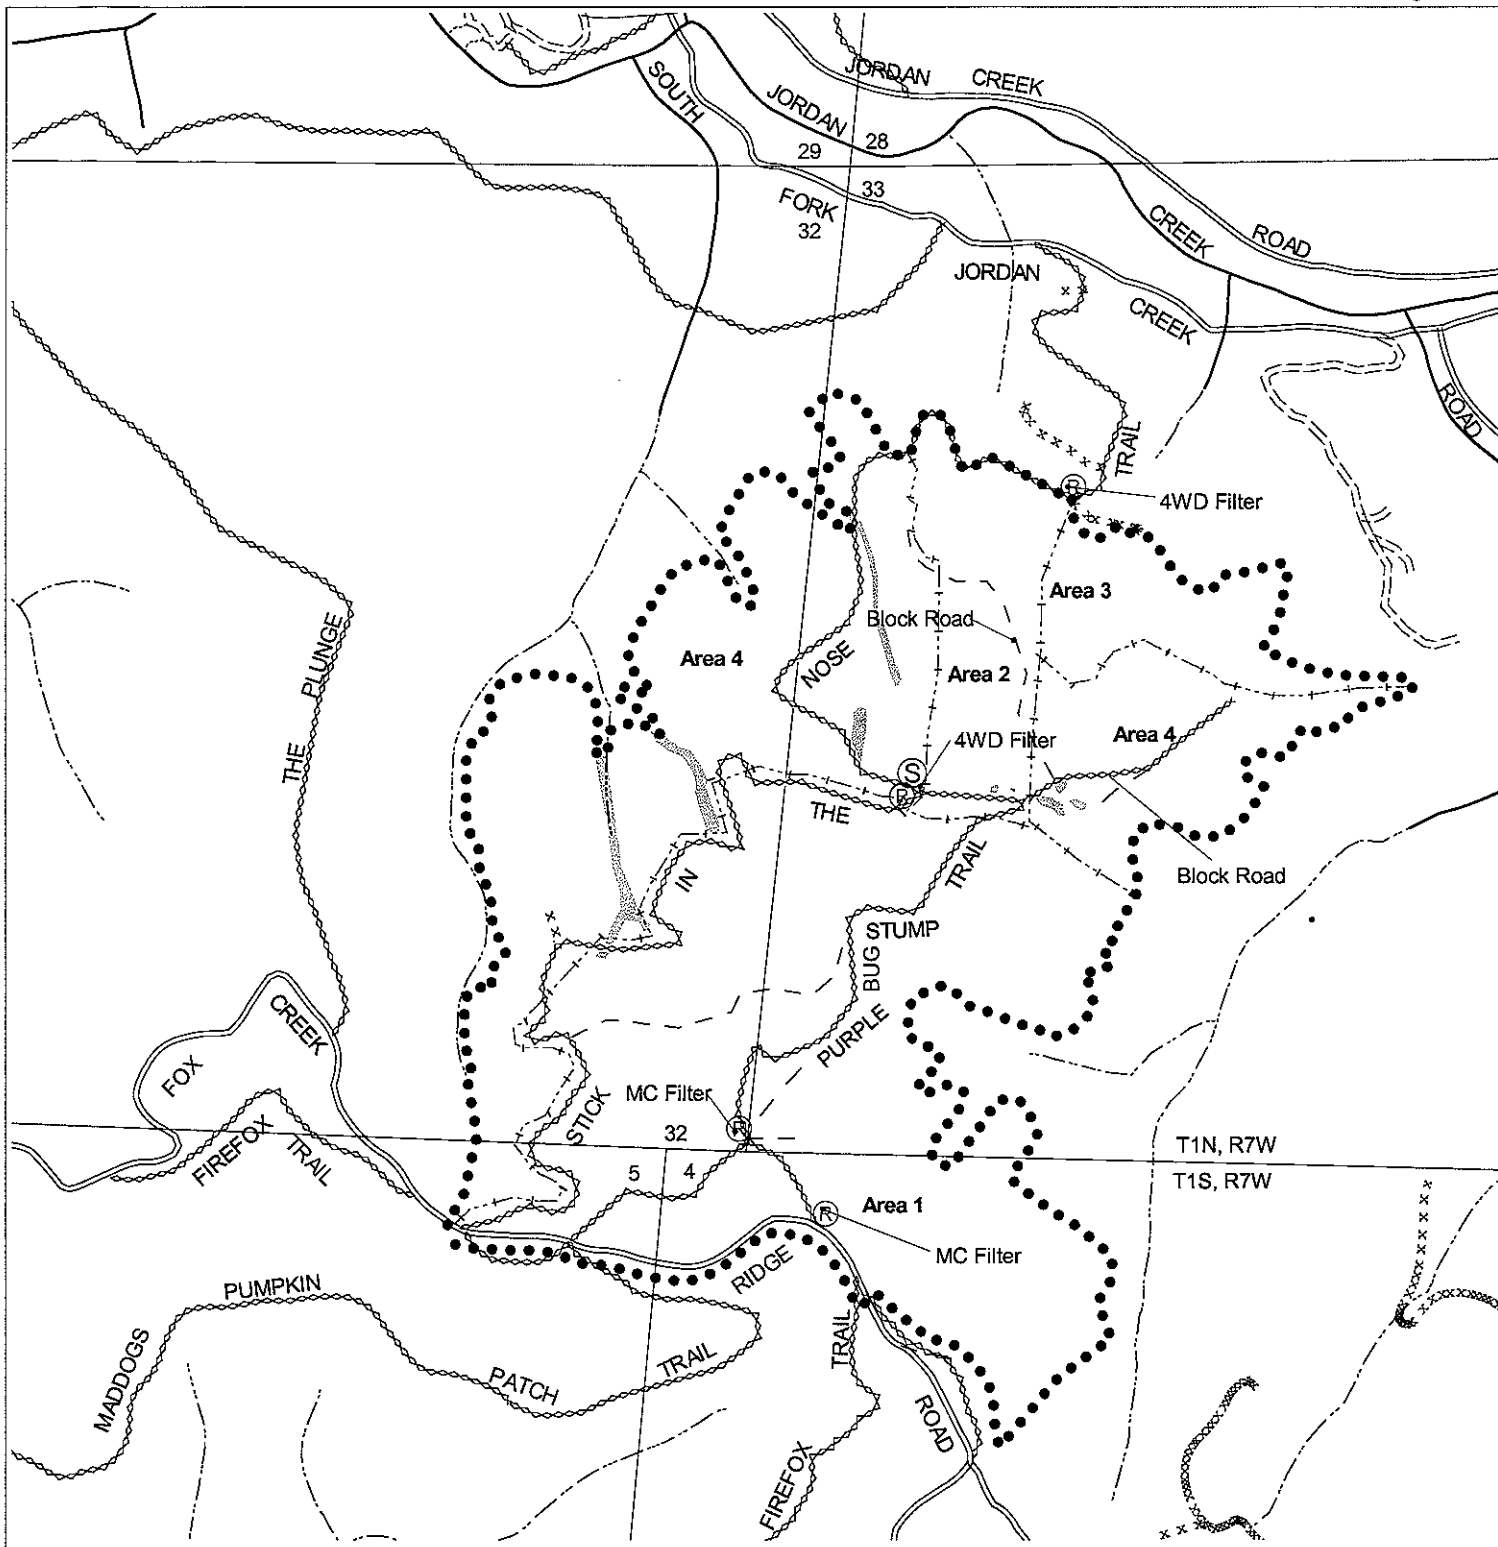 JORDAN CREEK
SOUTH
JORDAN
28
29
33
FORK
32
CREEK
ROAD
JORDAN
CREEK
ROAD
TRAIL
4WD Filter
R
Area 3
Block Road
THE PLUNGE
Area 4
NOSE
Area 2
Area 4
4WD Filter
S
R
THE
IN
TRAIL
Block Road
STUMP
BUG
PURPLE
CREEK
FOX
MC Filter
R
STICK
FIREFOX
TRAIL
32
T1N, R7W
5 4
T1S, R7W
Area 1
R
MC Filter
RIDGE
PUMPKIN
TRAIL
MADDOGS
PATCH
TRAIL
ROAD
FIREFOX